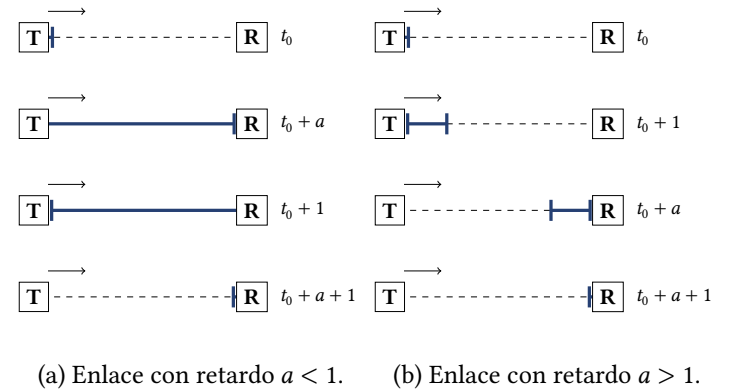 T R t₀ T R t₀
T R t₀ + a T R t₀ + 1
T R t₀ + 1 T R t₀ + a
T R t₀ + a + 1 T R t₀ + a + 1
(a) Enlace con retardo a < 1. (b) Enlace con retardo a > 1.